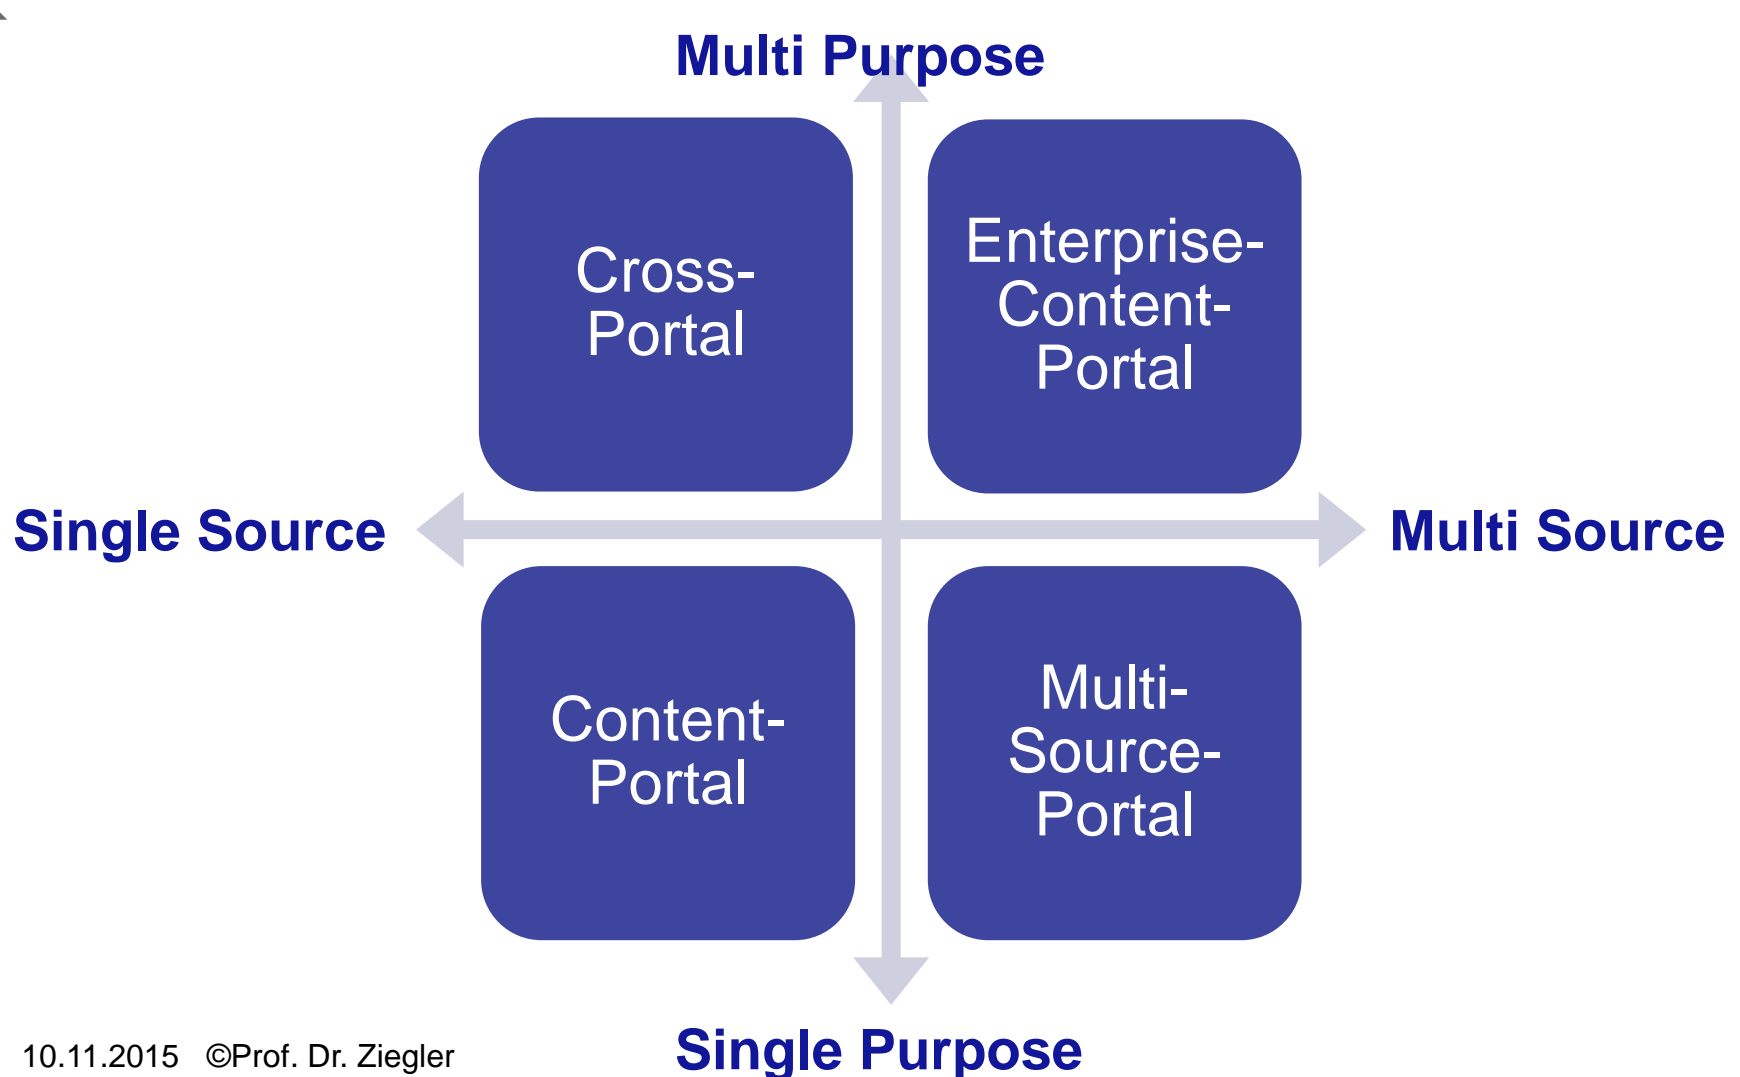 Multi Purpose
Cross-
Portal
Enterprise-
Content-
Portal
Single Source
Multi Source
Content-
Portal
Multi-
Source-
Portal
10.11.2015 ©Prof. Dr. Ziegler
Single Purpose